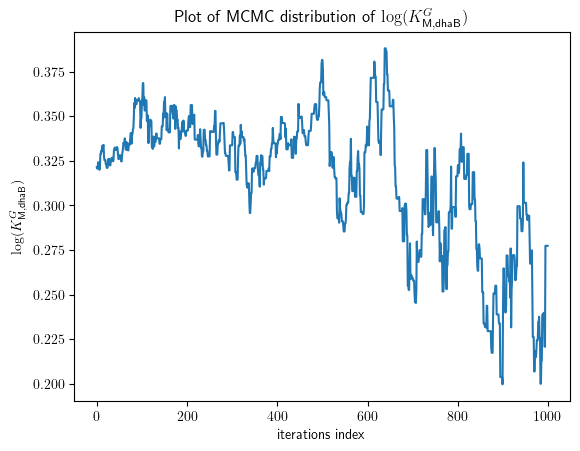 Plot of MCMC distribution of log(K^G_M,dhaB)
log(K^G_M,dhaB)
0.375
0.350
0.325
0.300
0.275
0.250
0.225
0.200
0 200 400 600 800 1000
iterations index